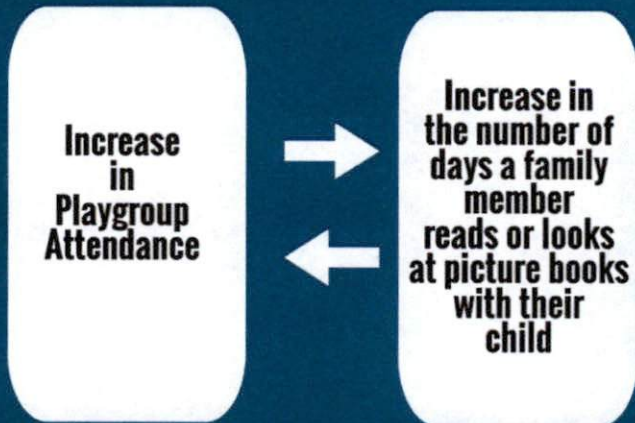 Increase
in
Playgroup
Attendance
Increase in
the number of
days a family
member
reads or looks
at picture books
with their
child